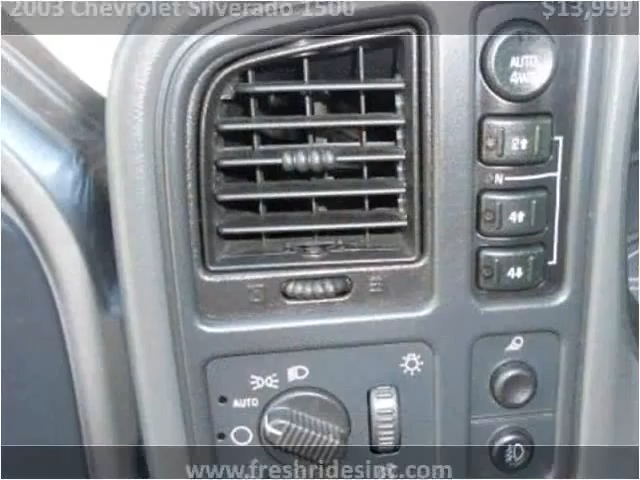 2003 Chevrolet Silverado 1500 $13,999
AUTO
4WD
2
N
4
4
AUTO
www.freshridesinc.com